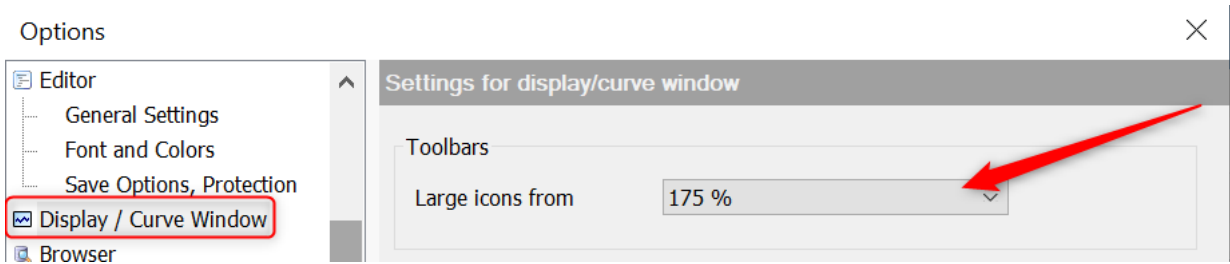 Options
Editor
General Settings
Font and Colors
Save Options, Protection
Display / Curve Window
Browser
Settings for display/curve window
Toolbars
Large icons from
175 %